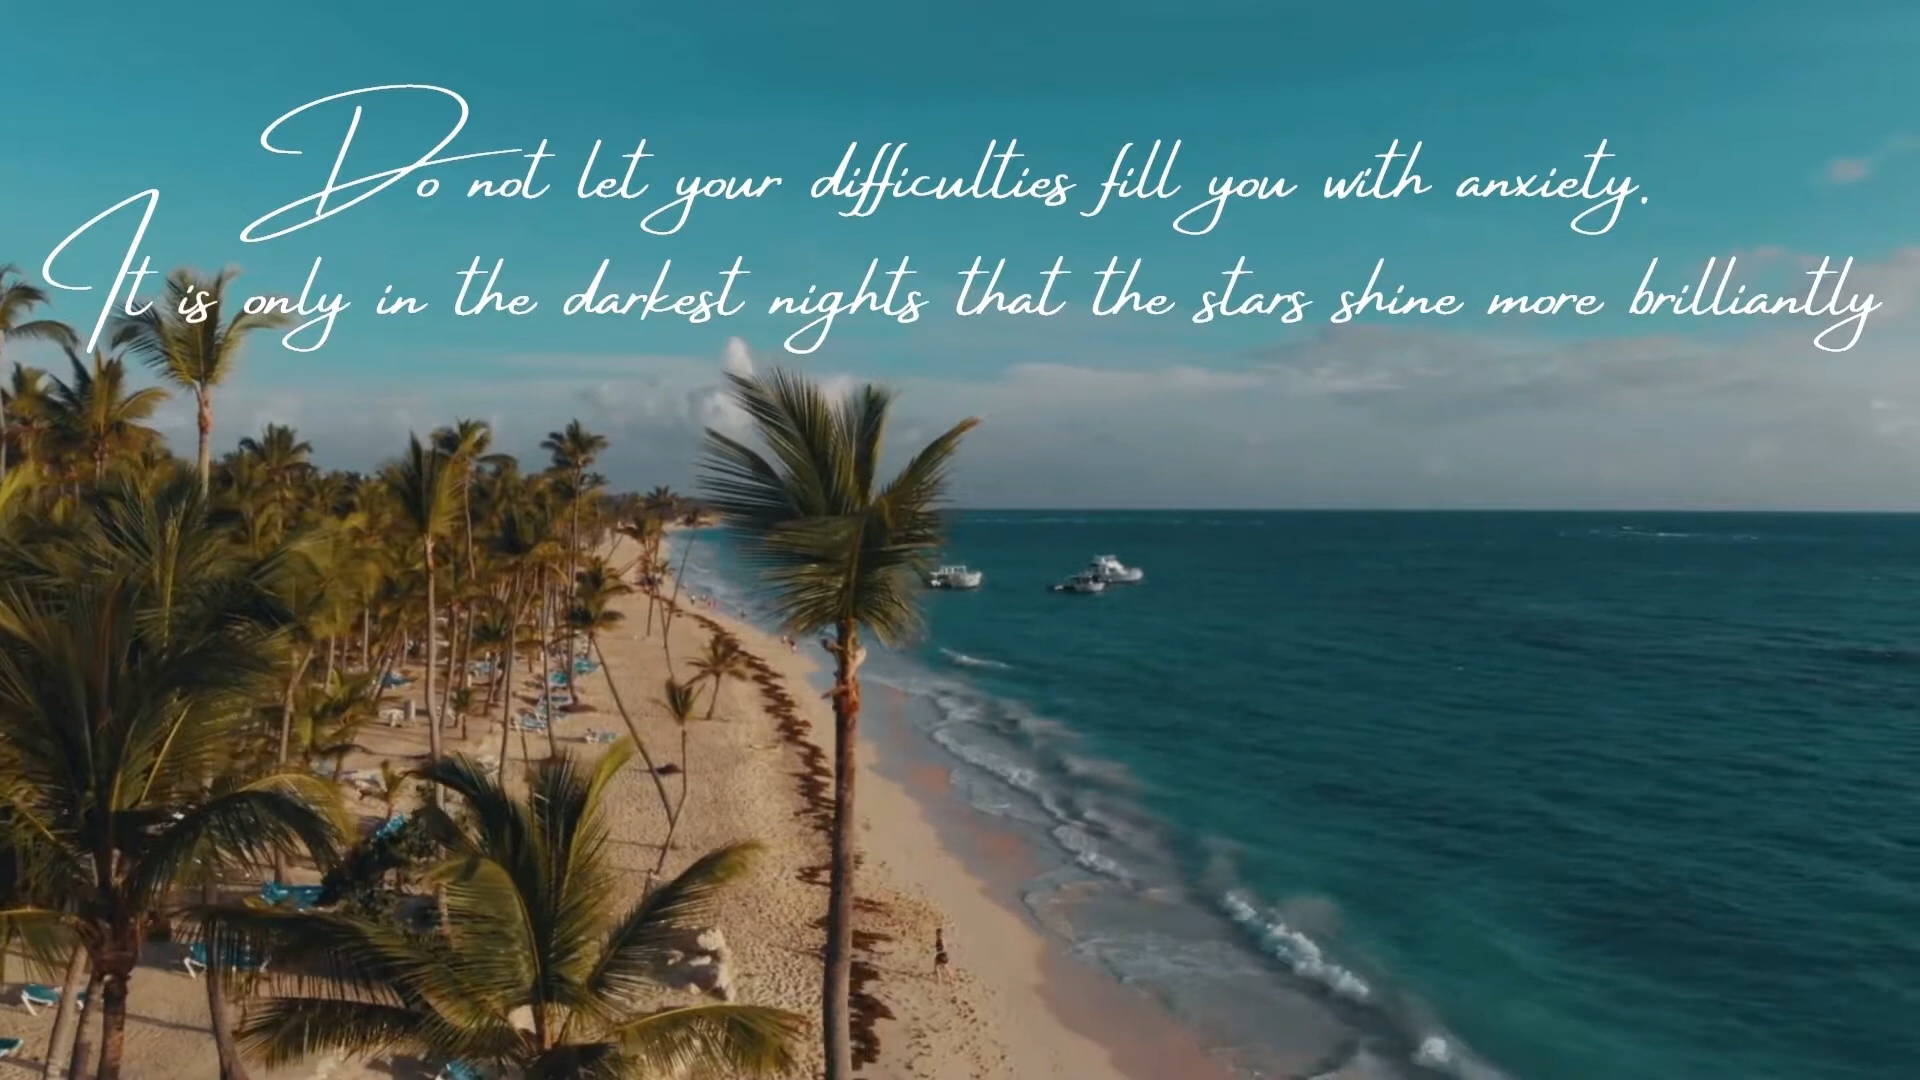 Do not let your difficulties fill you with anxiety.
It is only in the darkest nights that the stars shine more brilliantly